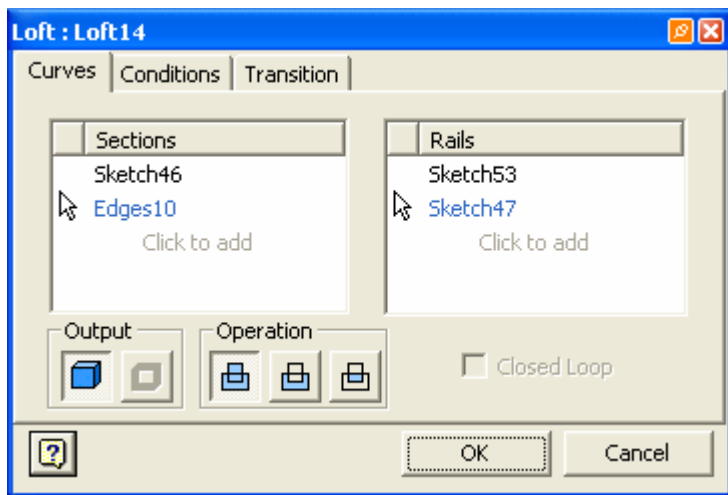 Loft : Loft14
Curves Conditions Transition
Sections Rails
Sketch46 Sketch53
Edges10 Sketch47
Click to add Click to add
Output Operation
Closed Loop
? OK Cancel